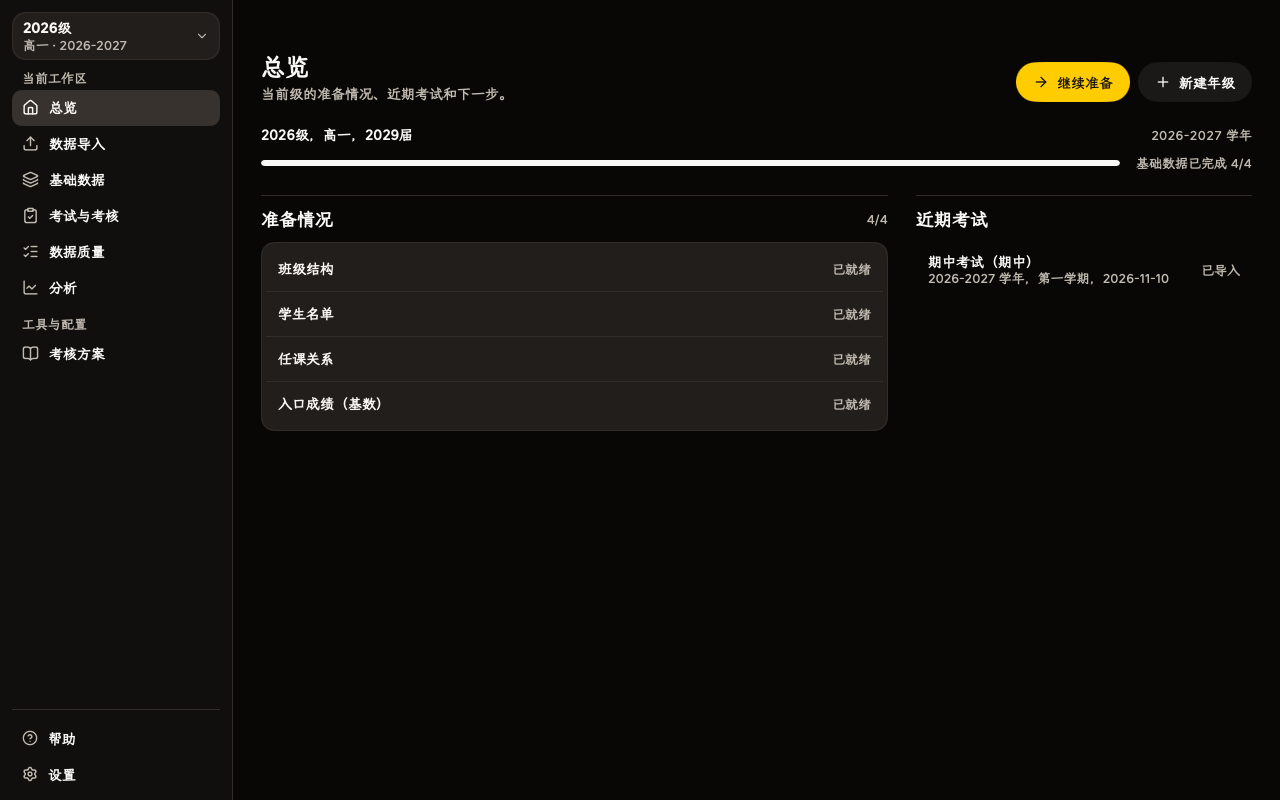 2026级
高一 · 2026-2027
当前工作区
总览
数据导入
基础数据
考试与考核
数据质量
分析
工具与配置
考核方案
帮助
设置
总览
当前级的准备情况、近期考试和下一步。
继续准备
新建年级
2026级，高一，2029届
2026-2027 学年
基础数据已完成 4/4
准备情况
4/4
班级结构
已就绪
学生名单
已就绪
任课关系
已就绪
入口成绩（基数）
已就绪
近期考试
期中考试（期中）
2026-2027 学年，第一学期，2026-11-10
已导入